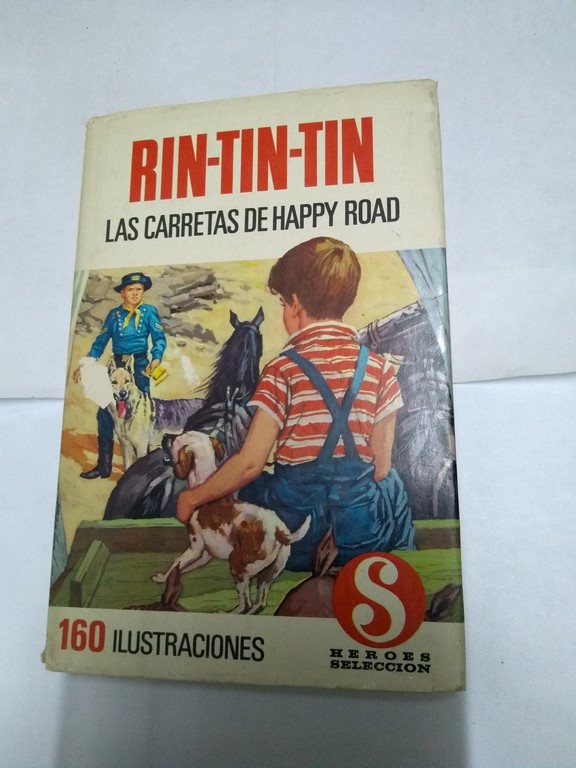 RIN-TIN-TIN
LAS CARRETAS DE HAPPY ROAD
160 ILUSTRACIONES
S
HEROES
SELECCION